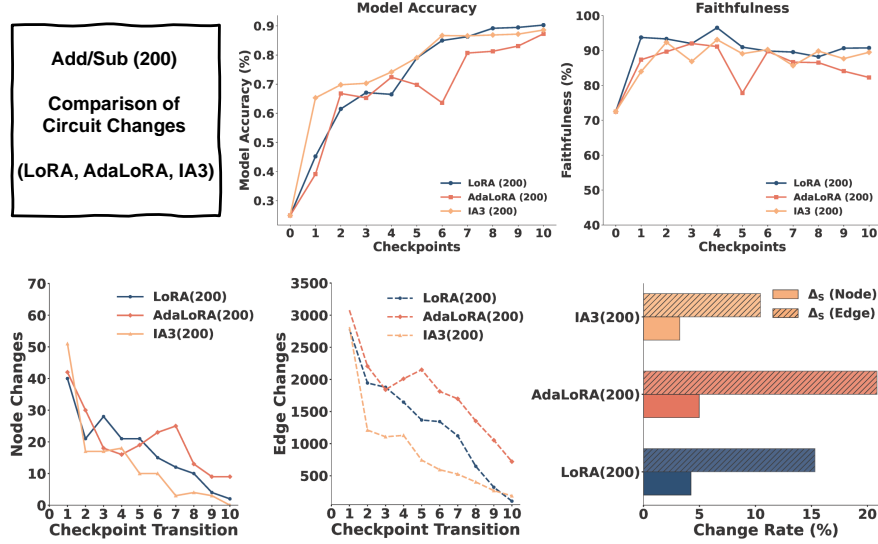 Add/Sub (200)
Comparison of
Circuit Changes
(LoRA, AdaLoRA, IA3)
Model Accuracy
Model Accuracy (%)
0.9
0.8
0.7
0.6
0.5
0.4
0.3
LoRA (200)
AdaLoRA (200)
IA3 (200)
0 1 2 3 4 5 6 7 8 9 10
Checkpoints
Faithfulness
Faithfulness (%)
100
90
80
70
60
50
40
LoRA (200)
AdaLoRA (200)
IA3 (200)
0 1 2 3 4 5 6 7 8 9 10
Checkpoints
Node Changes
70
60
50
40
30
20
10
0
LoRA(200)
AdaLoRA(200)
IA3(200)
1 2 3 4 5 6 7 8 9 10
Checkpoint Transition
Edge Changes
3500
3000
2500
2000
1500
1000
500
LoRA(200)
AdaLoRA(200)
IA3(200)
1 2 3 4 5 6 7 8 9 10
Checkpoint Transition
Δ_S (Node)
Δ_S (Edge)
IA3(200)
AdaLoRA(200)
LoRA(200)
0 5 10 15 20
Change Rate (%)